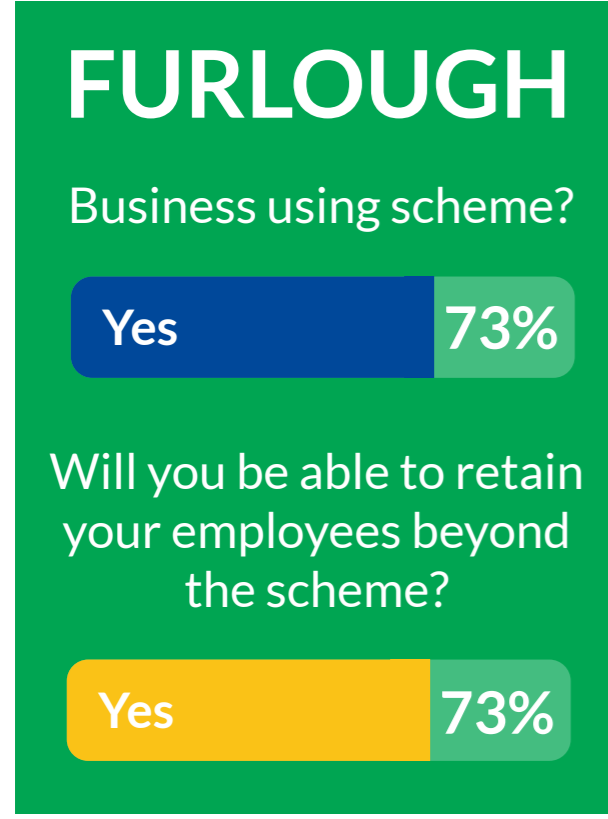 FURLOUGH
Business using scheme?
Yes 73%
Will you be able to retain
your employees beyond
the scheme?
Yes 73%